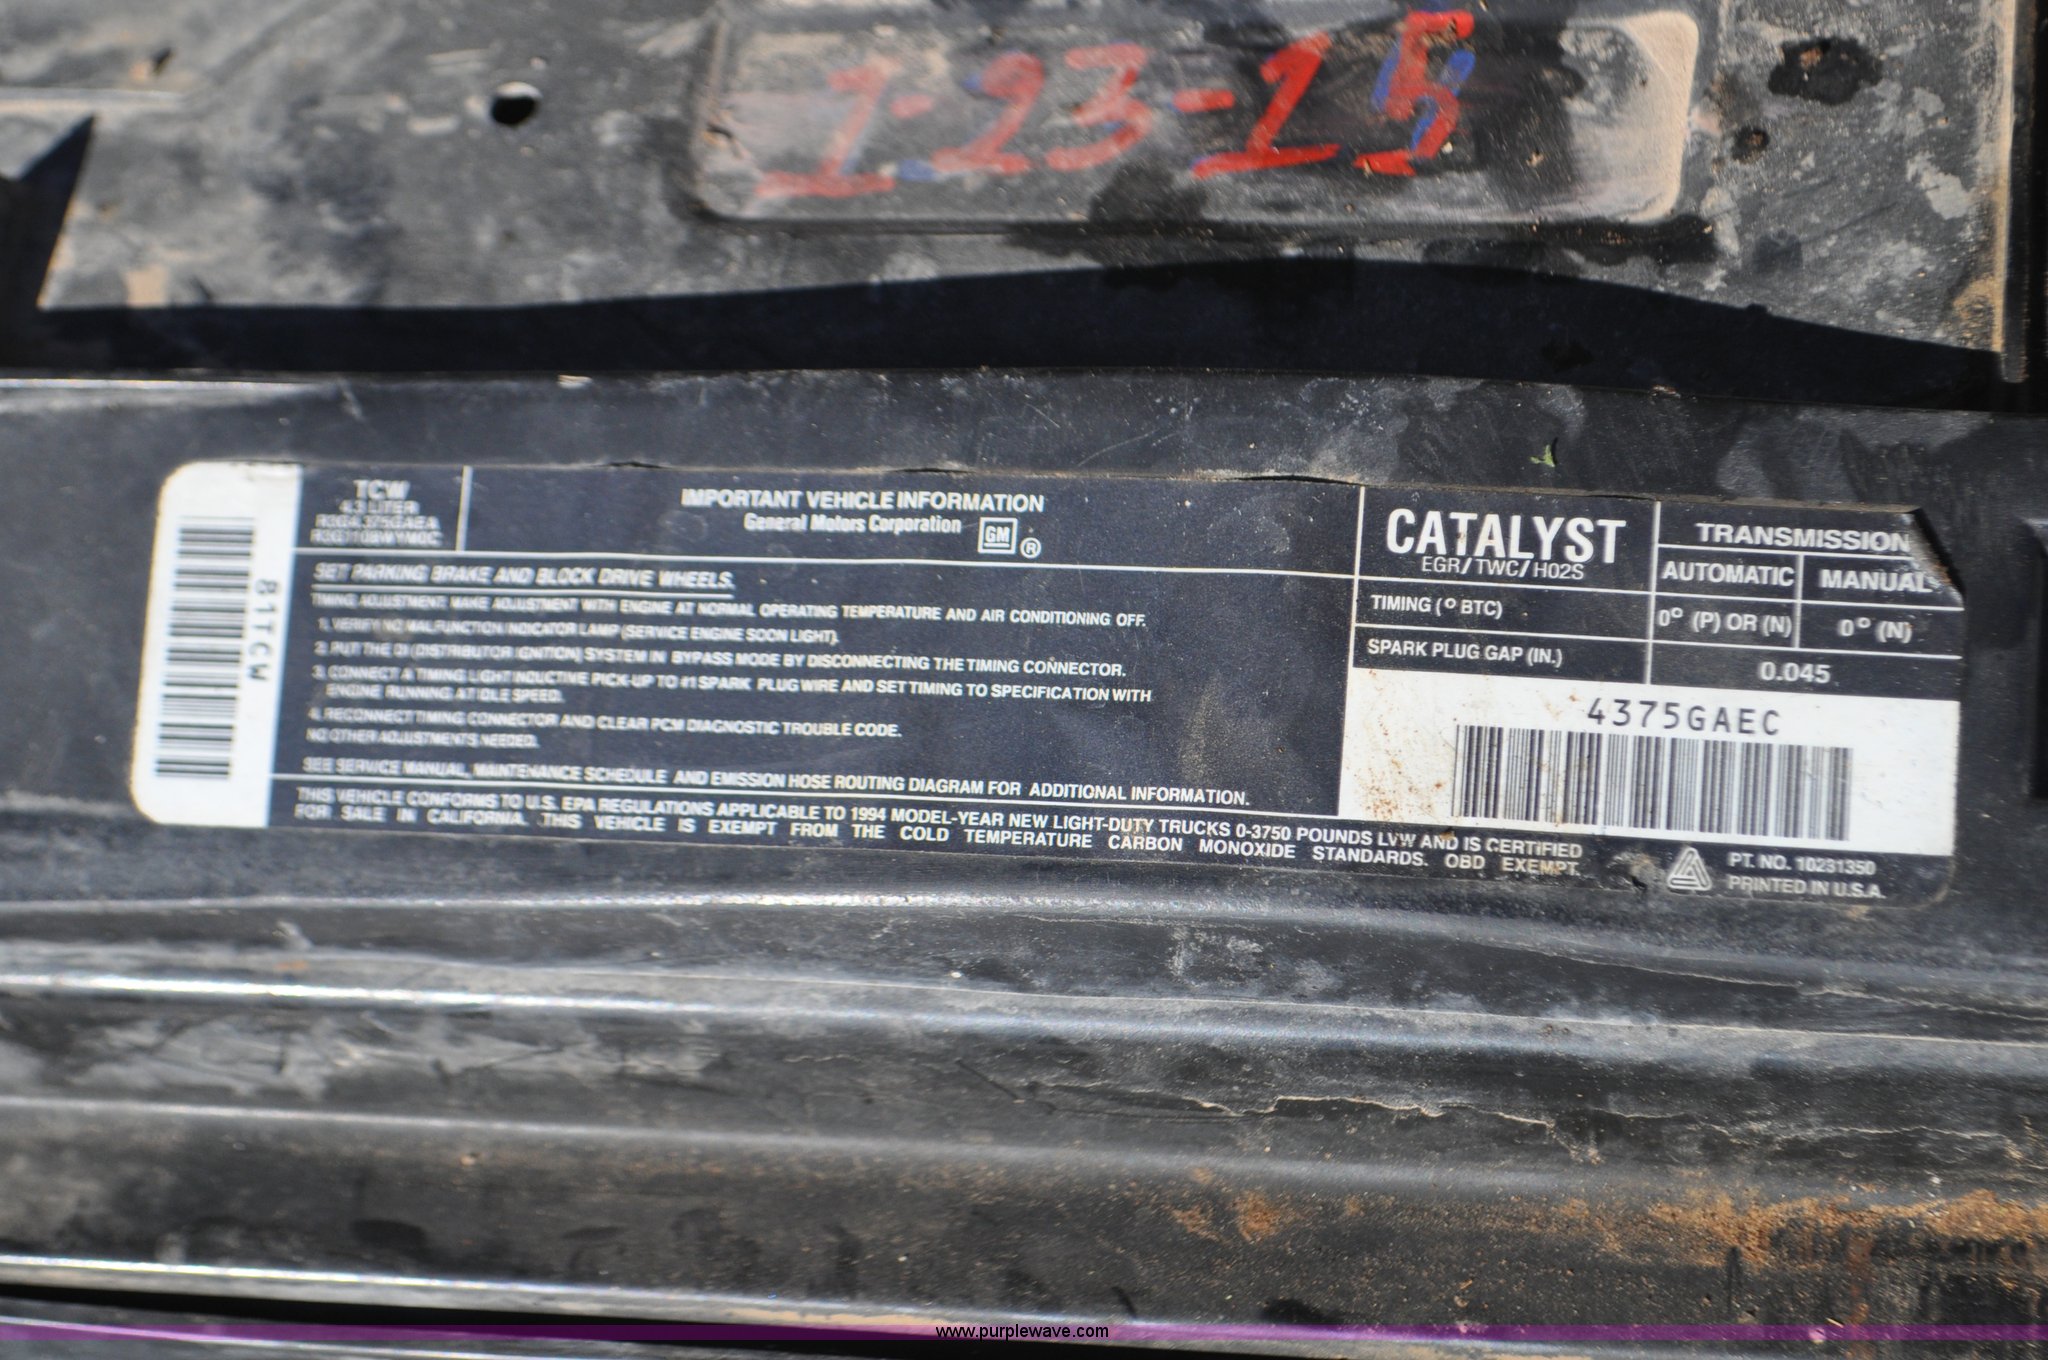 1-23-15
TCW
4.3 LITER
R3G4.375GAEA
81TCW
IMPORTANT VEHICLE INFORMATION
General Motors Corporation GM ®
SET PARKING BRAKE AND BLOCK DRIVE WHEELS.
TIMING ADJUSTMENT: MAKE ADJUSTMENT WITH ENGINE AT NORMAL OPERATING TEMPERATURE AND AIR CONDITIONING OFF.
1. VERIFY NO MALFUNCTION INDICATOR LAMP (SERVICE ENGINE SOON LIGHT).
2. PUT THE DI (DISTRIBUTOR IGNITION) SYSTEM IN BYPASS MODE BY DISCONNECTING THE TIMING CONNECTOR.
3. CONNECT A TIMING LIGHT INDUCTIVE PICK-UP TO #1 SPARK PLUG WIRE AND SET TIMING TO SPECIFICATION WITH
ENGINE RUNNING AT IDLE SPEED.
4. RECONNECT TIMING CONNECTOR AND CLEAR PCM DIAGNOSTIC TROUBLE CODE.
NO OTHER ADJUSTMENTS NEEDED.
SEE SERVICE MANUAL, MAINTENANCE SCHEDULE AND EMISSION HOSE ROUTING DIAGRAM FOR ADDITIONAL INFORMATION.
THIS VEHICLE CONFORMS TO U.S. EPA REGULATIONS APPLICABLE TO 1994 MODEL-YEAR NEW LIGHT-DUTY TRUCKS 0-3750 POUNDS LVW AND IS CERTIFIED
FOR SALE IN CALIFORNIA. THIS VEHICLE IS EXEMPT FROM THE COLD TEMPERATURE CARBON MONOXIDE STANDARDS. OBD EXEMPT.
CATALYST
EGR/TWC/HO2S
TRANSMISSION
AUTOMATIC MANUAL
TIMING (° BTC) 0° (P) OR (N) 0° (N)
SPARK PLUG GAP (IN.) 0.045
4375GAEC
PT. NO. 10231350
PRINTED IN U.S.A.
www.purplewave.com